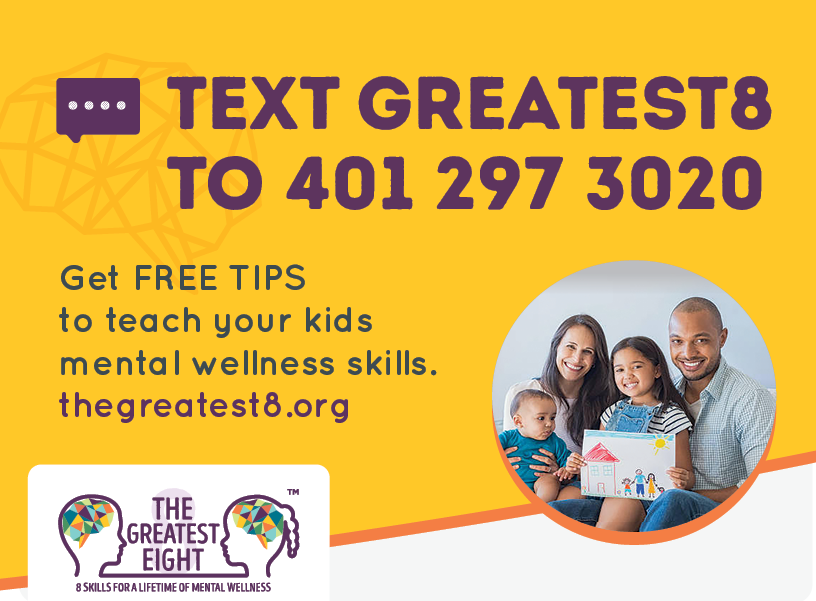 TEXT GREATEST8
TO 401 297 3020
Get FREE TIPS
to teach your kids
mental wellness skills.
thegreatest8.org
THE
GREATEST
EIGHT
™
8 SKILLS FOR A LIFETIME OF MENTAL WELLNESS